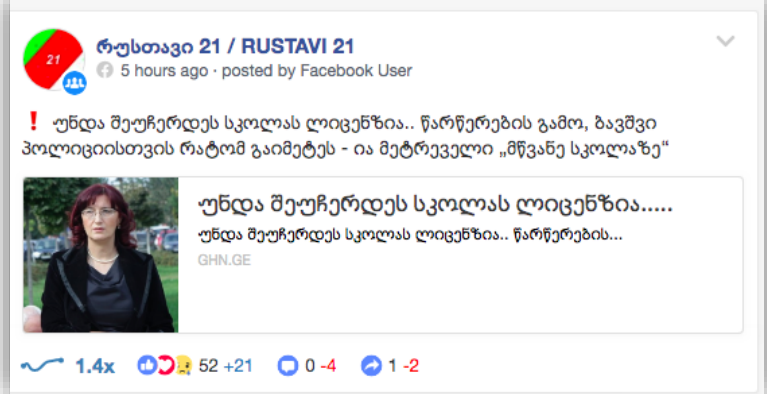 21
რუსთავი 21 / RUSTAVI 21
5 hours ago · posted by Facebook User
❗ უნდა შეუჩერდეს სკოლას ლიცენზია.. წარწერების გამო, ბავშვი
პოლიციისთვის რატომ გაიმეტეს - ია მეტრეველი „მწვანე სკოლაზე“
უნდა შეუჩერდეს სკოლას ლიცენზია.....
უნდა შეუჩერდეს სკოლას ლიცენზია.. წარწერების...
GHN.GE
1.4x 52 +21 0 -4 1 -2